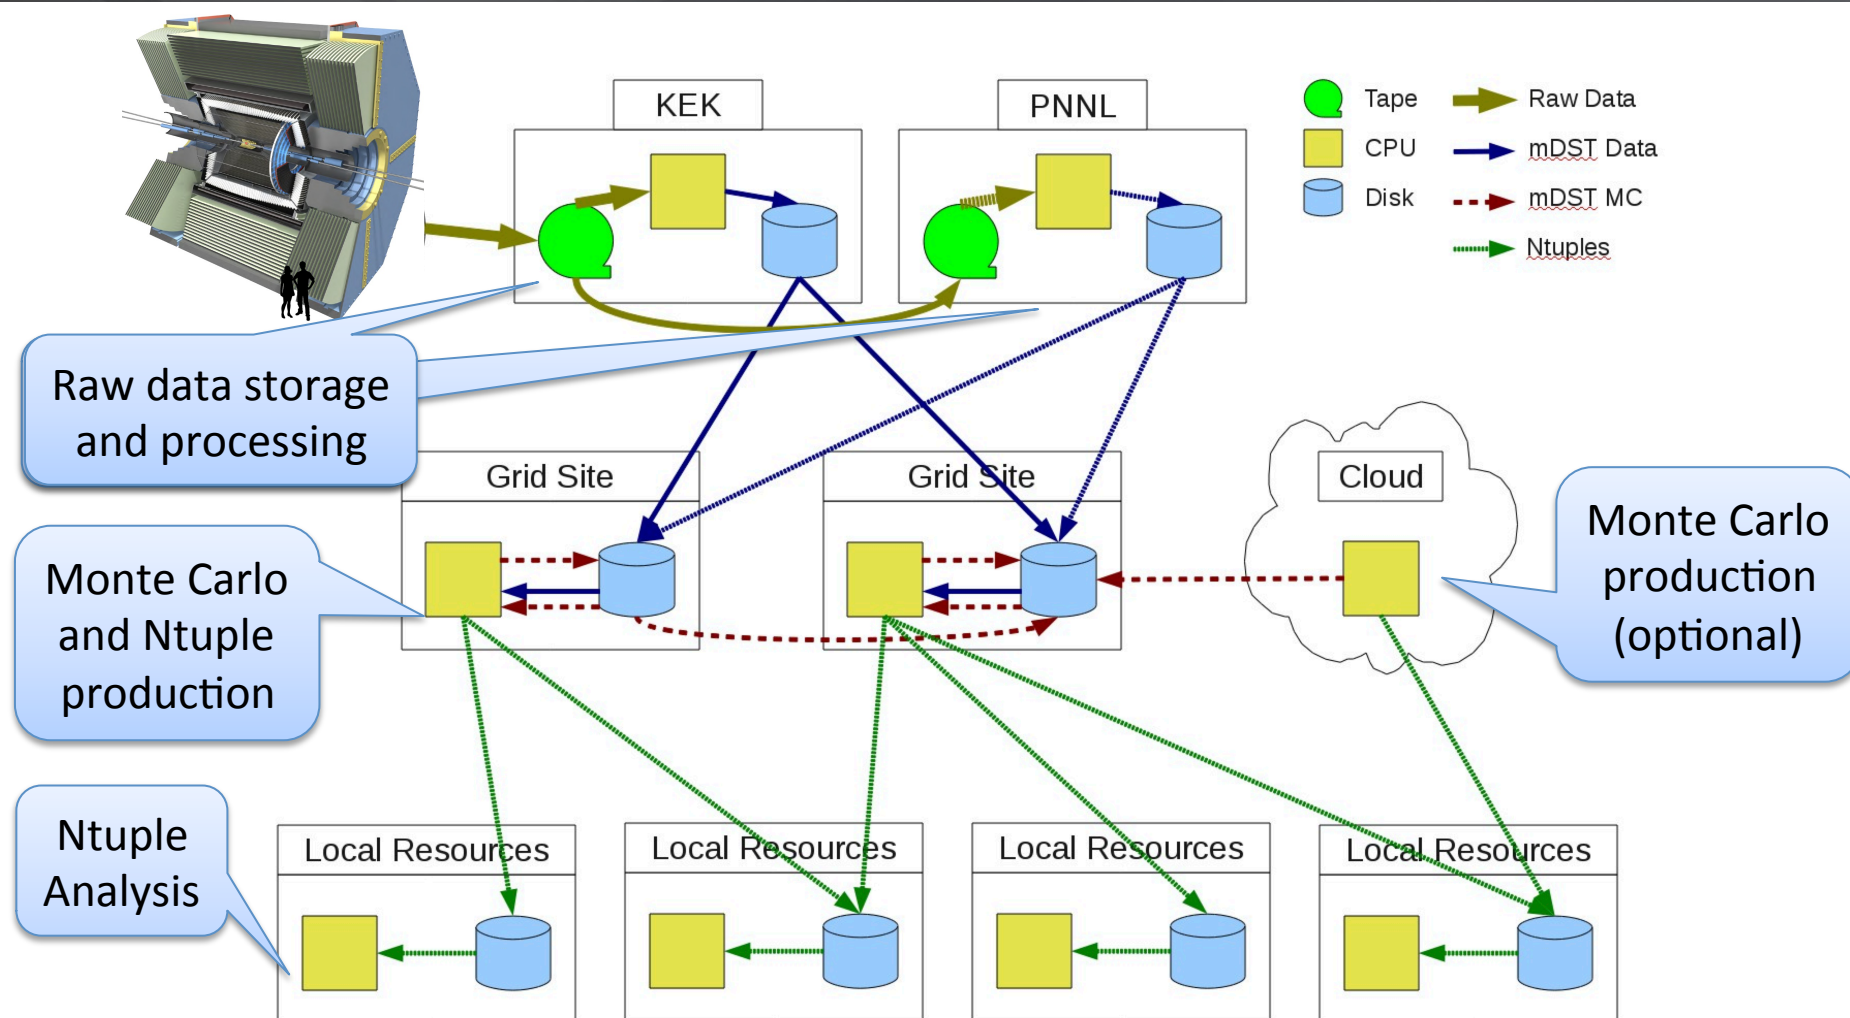 KEK
PNNL
Tape
Raw Data
CPU
mDST Data
Disk
mDST MC
Ntuples
Raw data storage
and processing
Grid Site
Grid Site
Cloud
Monte Carlo
and Ntuple
production
Monte Carlo
production
(optional)
Ntuple
Analysis
Local Resources
Local Resources
Local Resources
Local Resources